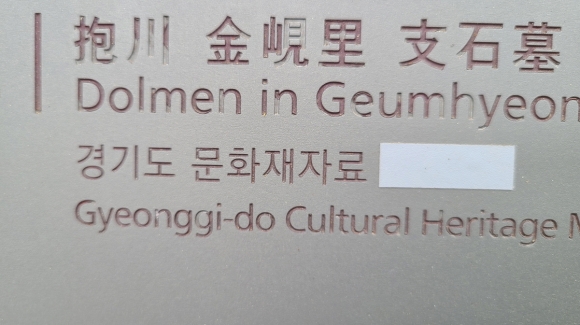 抱川 金峴里 支石墓
Dolmen in Geumhyeon
경기도 문화재자료
Gyeonggi-do Cultural Heritage